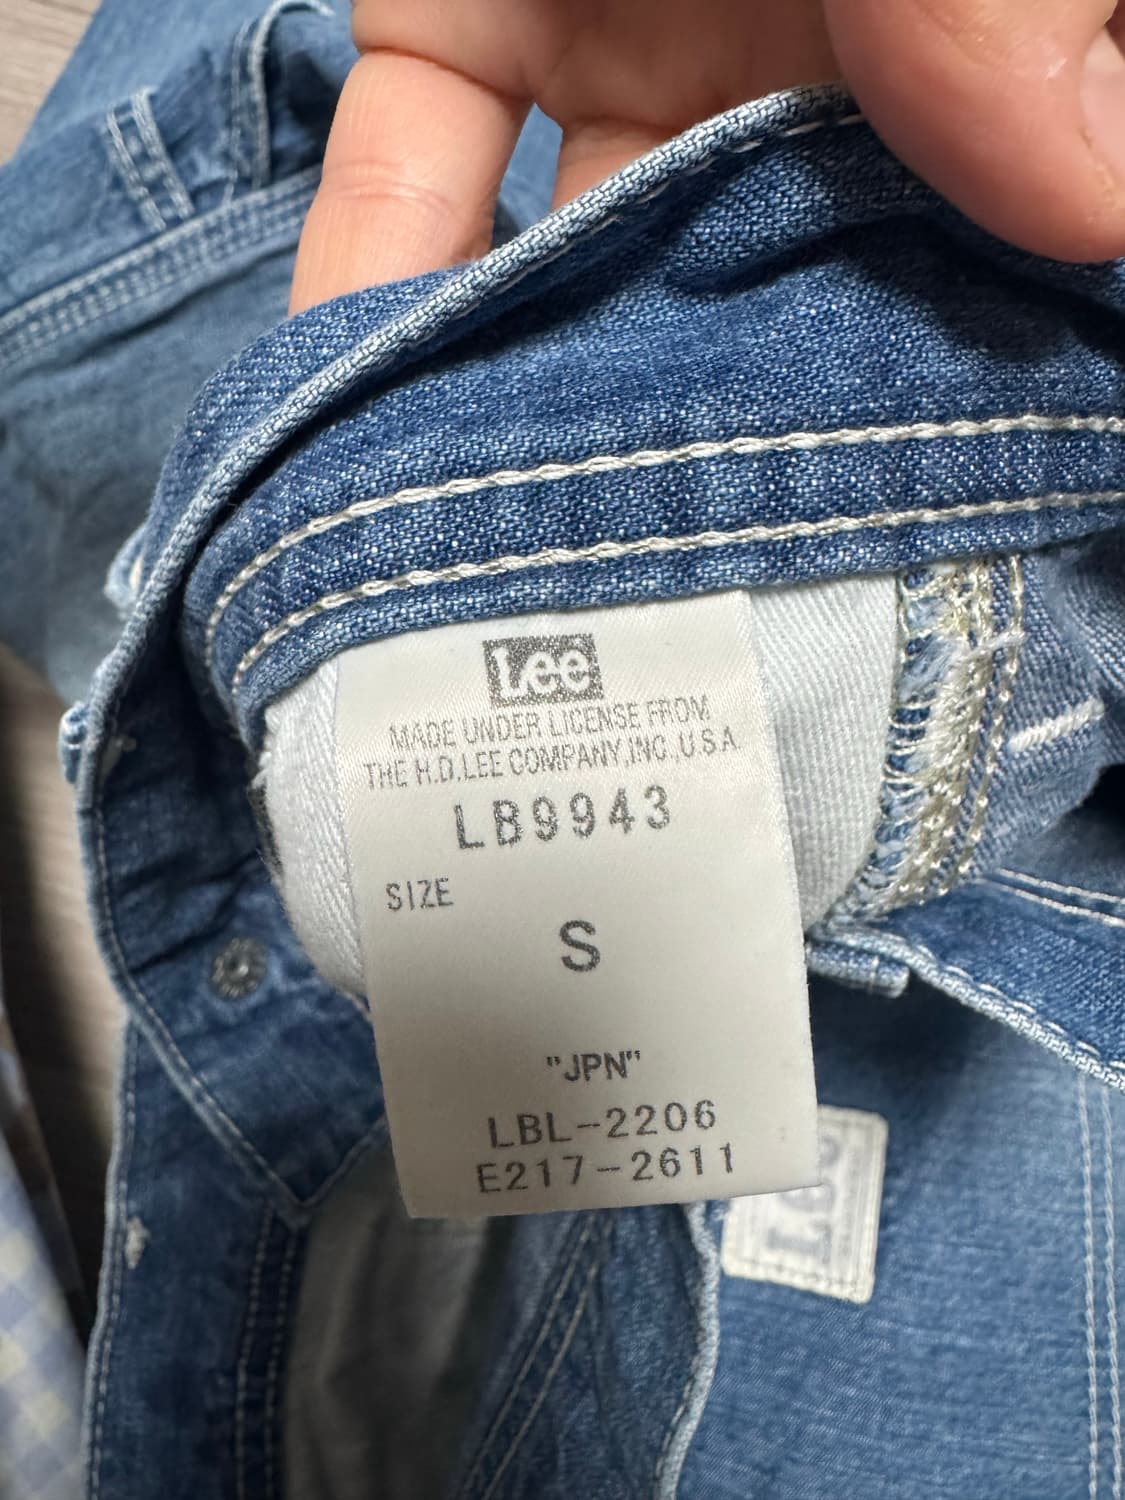 Lee
MADE UNDER LICENSE FROM
THE H.D.LEE COMPANY,INC.,U.S.A.
LB9943
SIZE
S
"JPN"
LBL-2206
E217-2611